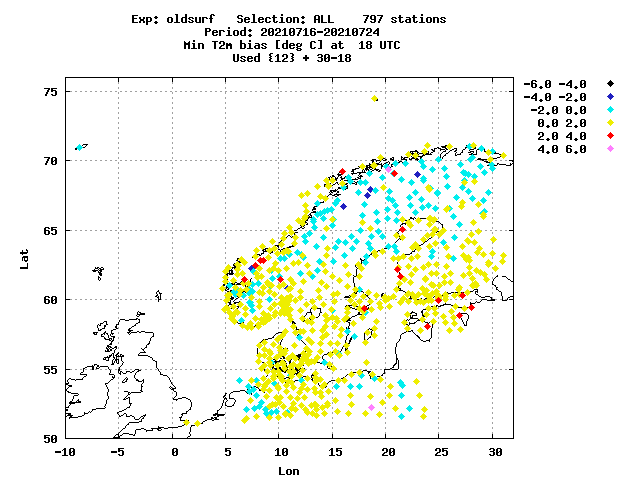 Exp: oldsurf   Selection: ALL    797 stations
Period: 20210716-20210724
Min T2m bias [deg C] at  18 UTC
Used {12} + 30-18
-6.0 -4.0
-4.0 -2.0
-2.0 0.0
0.0 2.0
2.0 4.0
4.0 6.0
75
70
65
60
55
50
Lat
-10 -5 0 5 10 15 20 25 30
Lon